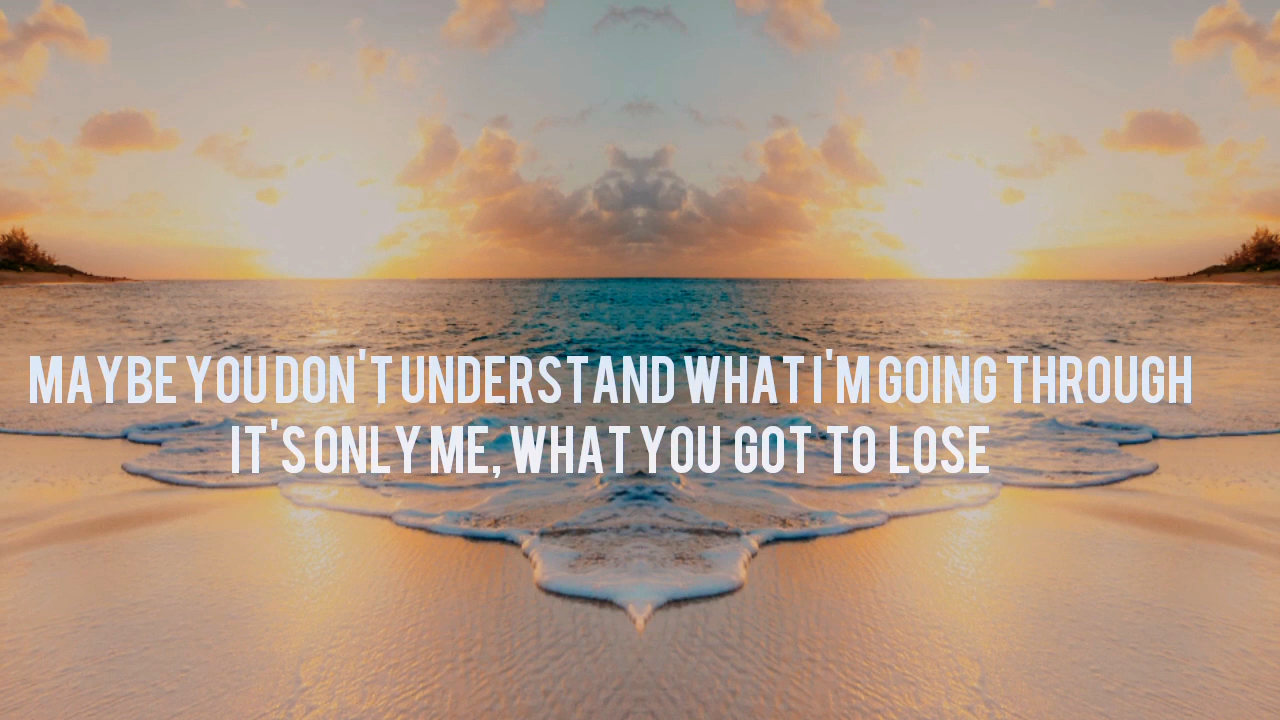 MAYBE YOU DON'T UNDERSTAND WHAT I'M GOING THROUGH
IT'S ONLY ME, WHAT YOU GOT TO LOSE